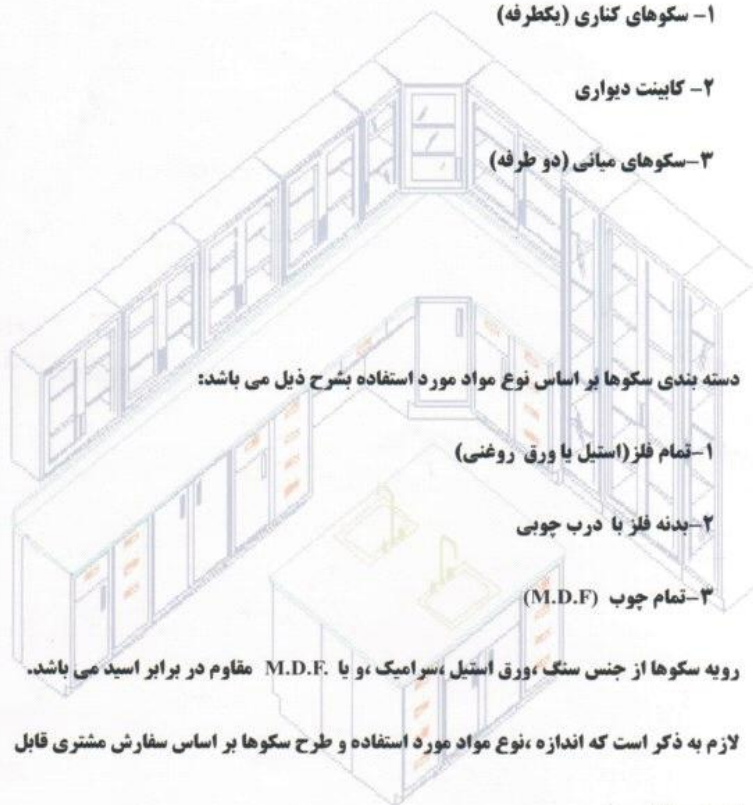 ۱- سکوهای کناری (یکطرفه)
۲- کابینت دیواری
۳-سکوهای میانی (دو طرفه)
دسته بندی سکوها بر اساس نوع مواد مورد استفاده بشرح ذیل می باشد:
۱-تمام فلز(استیل یا ورق روغنی)
۲-بدنه فلز با درب چوبی
۳-تمام چوب (M.D.F)
رویه سکوها از جنس سنگ ،ورق استیل ،سرامیک ،و یا M.D.F. مقاوم در برابر اسید می باشد.
لازم به ذکر است که اندازه ،نوع مواد مورد استفاده و طرح سکوها بر اساس سفارش مشتری قابل